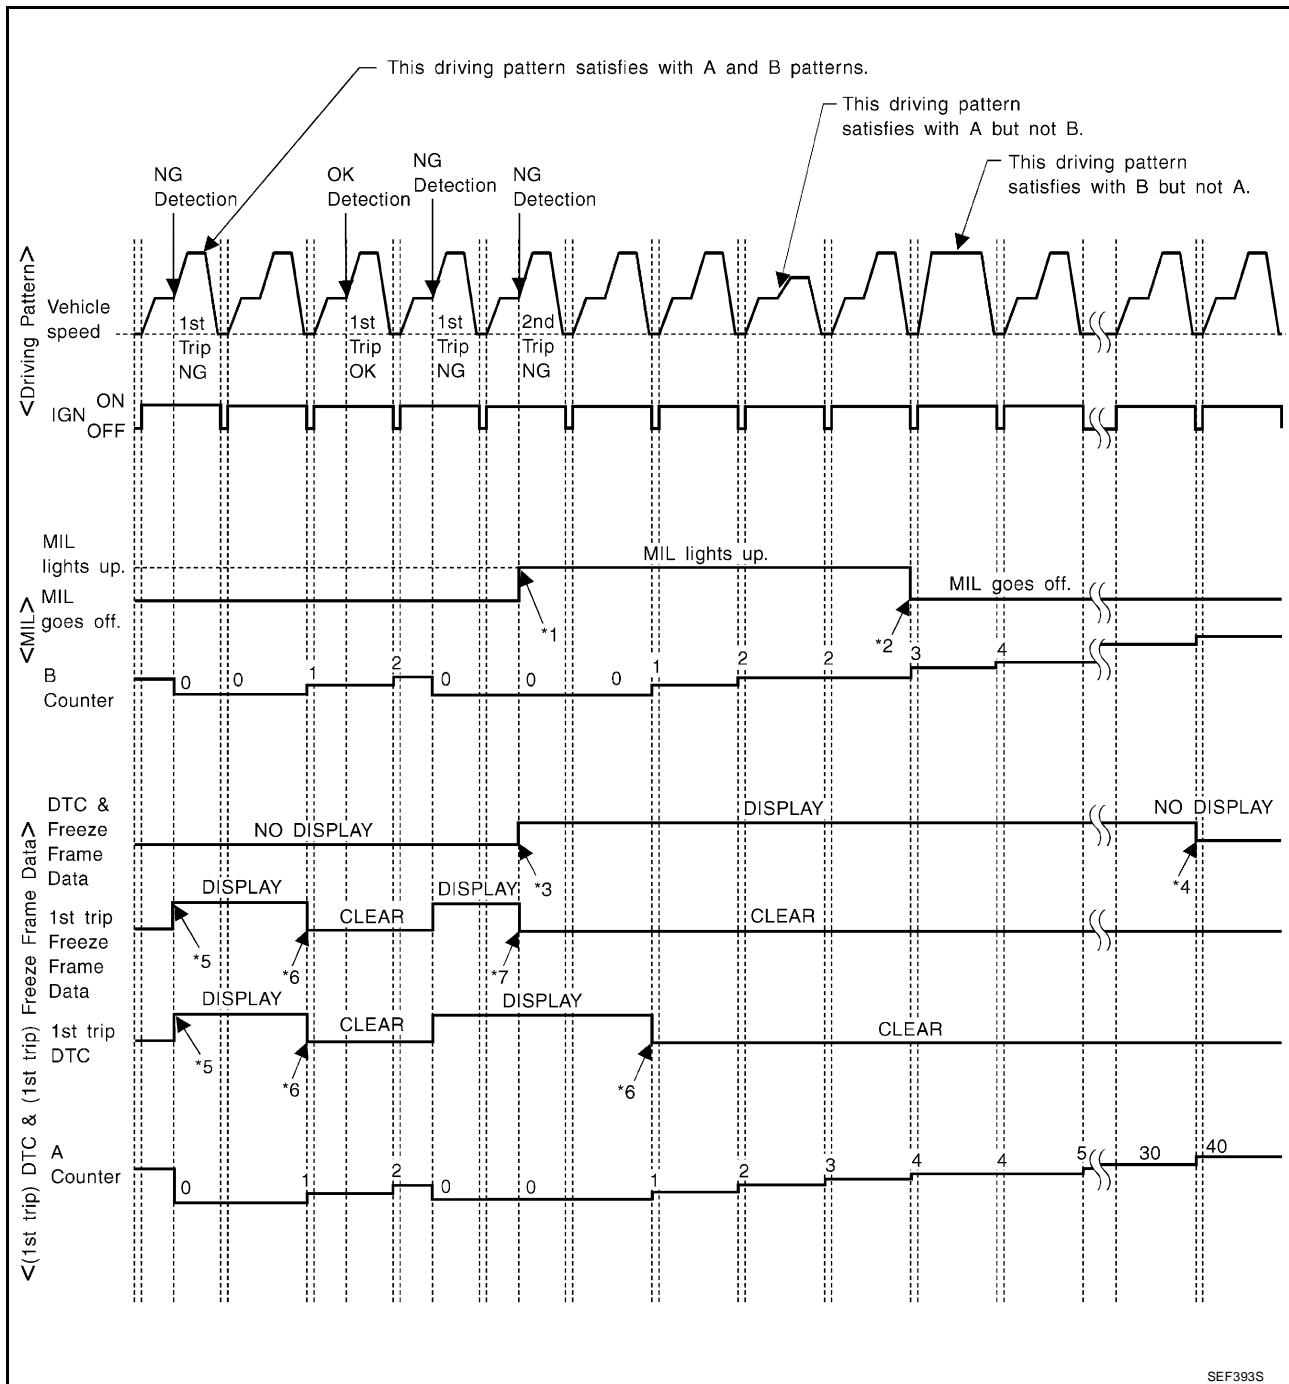 This driving pattern satisfies with A and B patterns.
This driving pattern
satisfies with A but not B.
This driving pattern
satisfies with B but not A.
NG
Detection
OK
Detection
NG
Detection
NG
Detection
<Driving Pattern>
Vehicle
speed
1st
Trip
NG
1st
Trip
OK
1st
Trip
NG
2nd
Trip
NG
IGN
ON
OFF
<MIL>
MIL
lights up.
MIL lights up.
MIL
goes off.
MIL goes off.
*1
*2
B
Counter
0 0 1 2 0 0 0 1 2 2 3 4
<(1st trip) DTC & (1st trip) Freeze Frame Data>
DTC &
Freeze
Frame
Data
NO DISPLAY
DISPLAY
NO DISPLAY
*3
*4
1st trip
Freeze
Frame
Data
DISPLAY
CLEAR
DISPLAY
CLEAR
*5
*6
*7
1st trip
DTC
DISPLAY
CLEAR
DISPLAY
CLEAR
*5
*6
*6
A
Counter
0 1 2 0 0 1 2 3 4 4 5 30 40
SEF393S